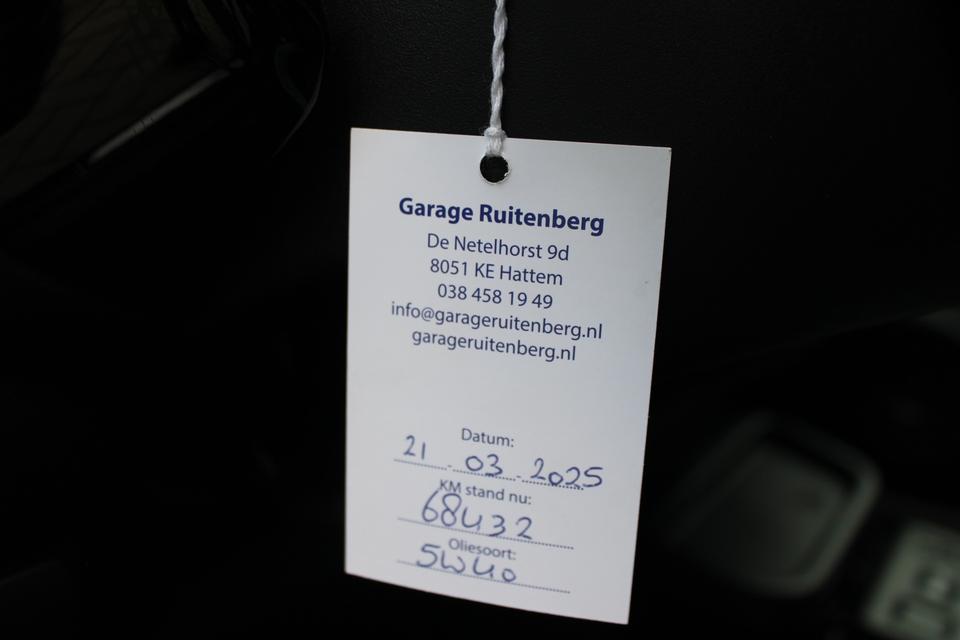 Garage Ruitenberg
De Netelhorst 9d
8051 KE Hattem
038 458 19 49
info@garageruitenberg.nl
garageruitenberg.nl
Datum:
21 - 03 - 2025
KM stand nu:
68432
Oliesoort:
5W40